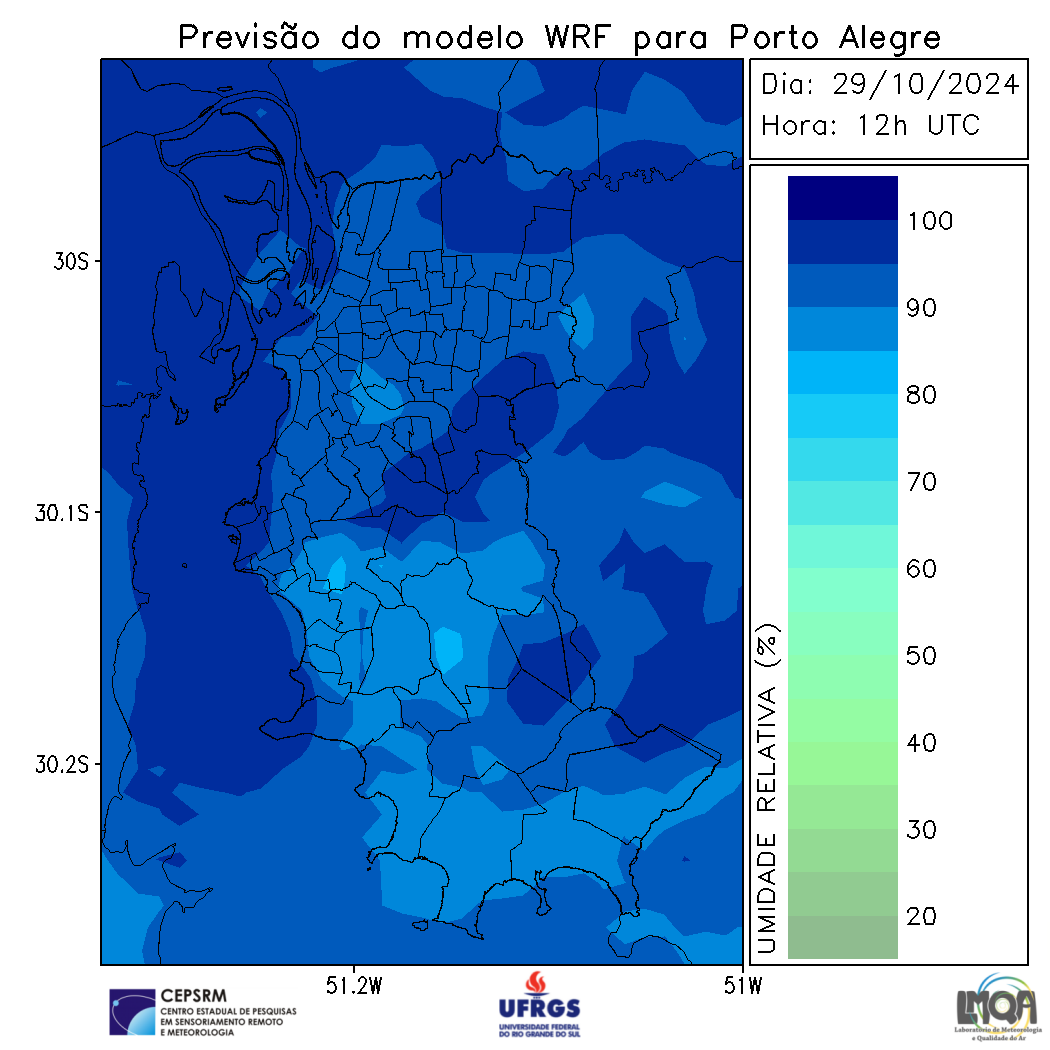 Previsão do modelo WRF para Porto Alegre
Dia: 29/10/2024
Hora: 12h UTC
30S
30.1S
30.2S
51.2W
51W
UMIDADE RELATIVA (%)
100
90
80
70
60
50
40
30
20
CEPSRM
CENTRO ESTADUAL DE PESQUISAS
EM SENSORIAMENTO REMOTO
E METEOROLOGIA
UFRGS
UNIVERSIDADE FEDERAL
DO RIO GRANDE DO SUL
LMQA
Laboratório de Meteorologia
e Qualidade do Ar